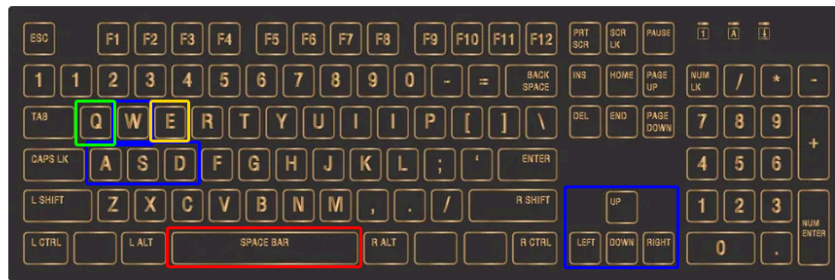 ESC F1 F2 F3 F4 F5 F6 F7 F8 F9 F10 F11 F12 PRT SCR SCR LK PAUSE 1 A
1 1 2 3 4 5 6 7 8 9 0 - = BACK SPACE INS HOME PAGE UP NUM LK / * -
TAB Q W E R T Y U I I P [ ] \ DEL END PAGE DOWN 7 8 9 +
CAPS LK A S D F G H J K L ; ' ENTER 4 5 6
L SHIFT Z X C V B N M , . / R SHIFT UP 1 2 3 NUM ENTER
L CTRL L ALT SPACE BAR R ALT R CTRL LEFT DOWN RIGHT 0 .